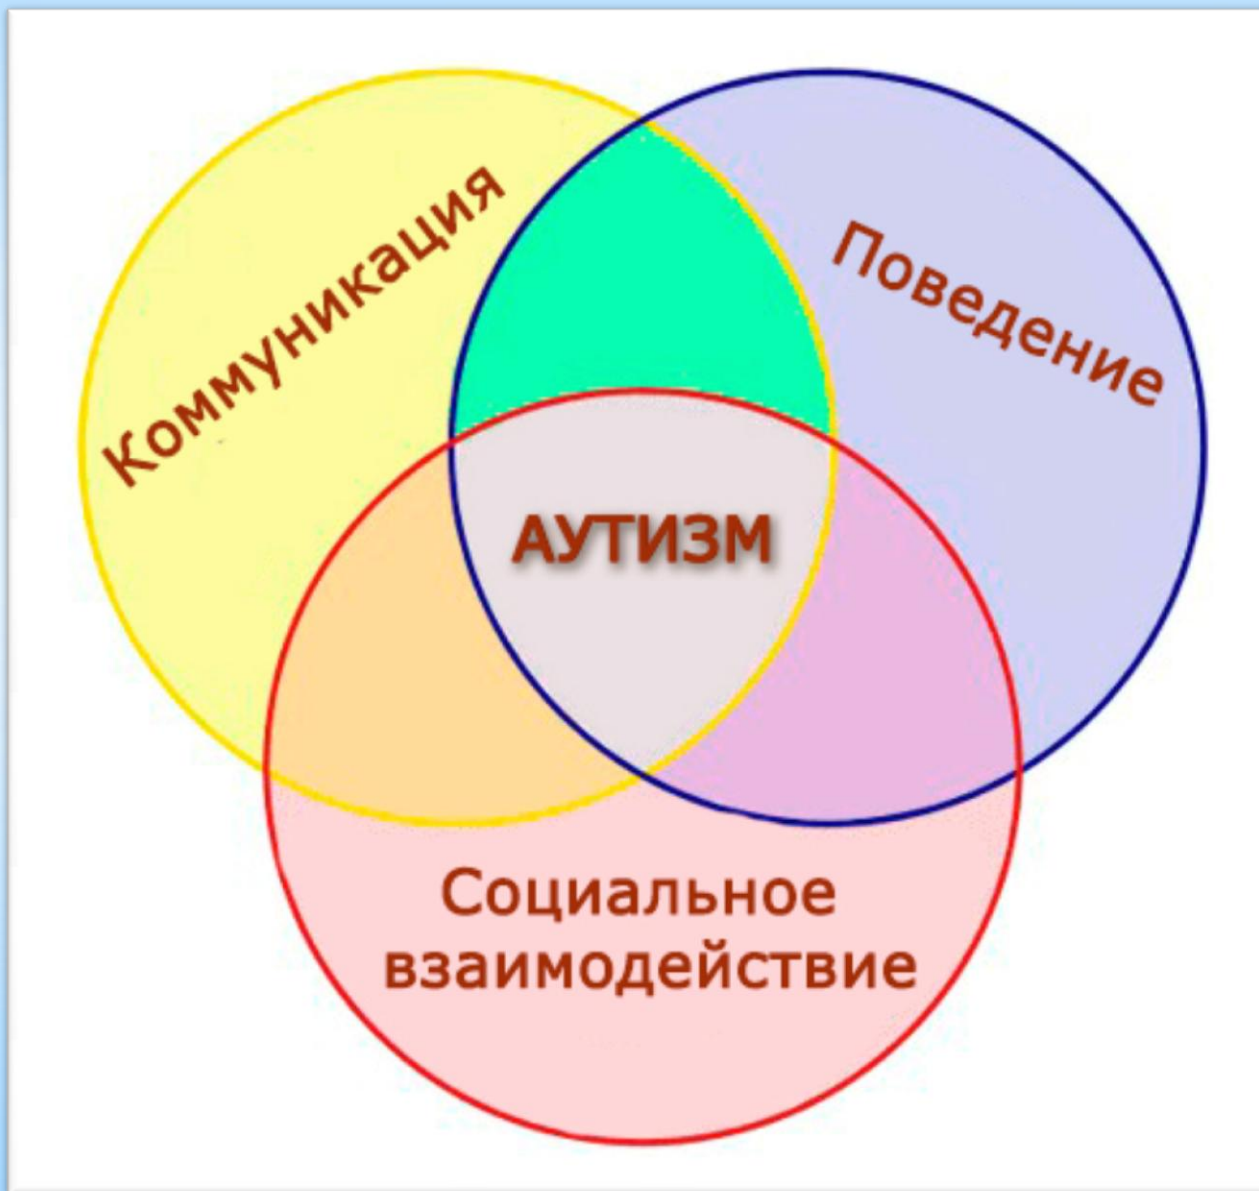 Коммуникация
Поведение
АУТИЗМ
Социальное
взаимодействие